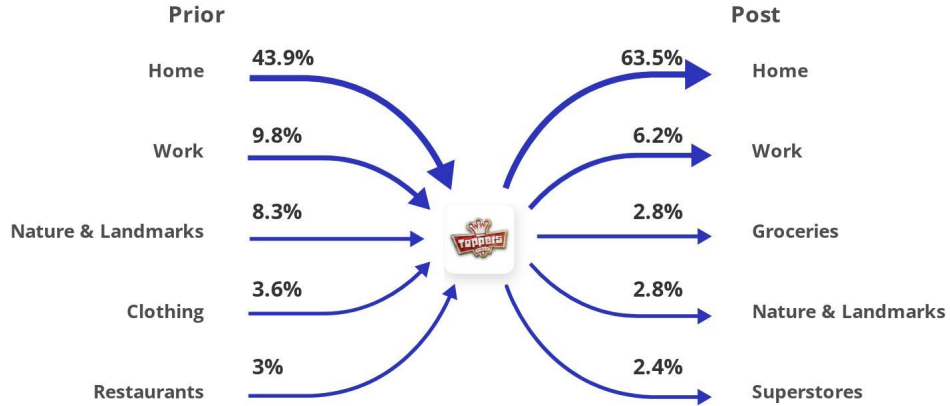 Prior
Post
43.9%
63.5%
Home
Home
9.8%
6.2%
Work
Work
8.3%
2.8%
Nature & Landmarks
Groceries
Toppers
3.6%
2.8%
Clothing
Nature & Landmarks
3%
2.4%
Restaurants
Superstores